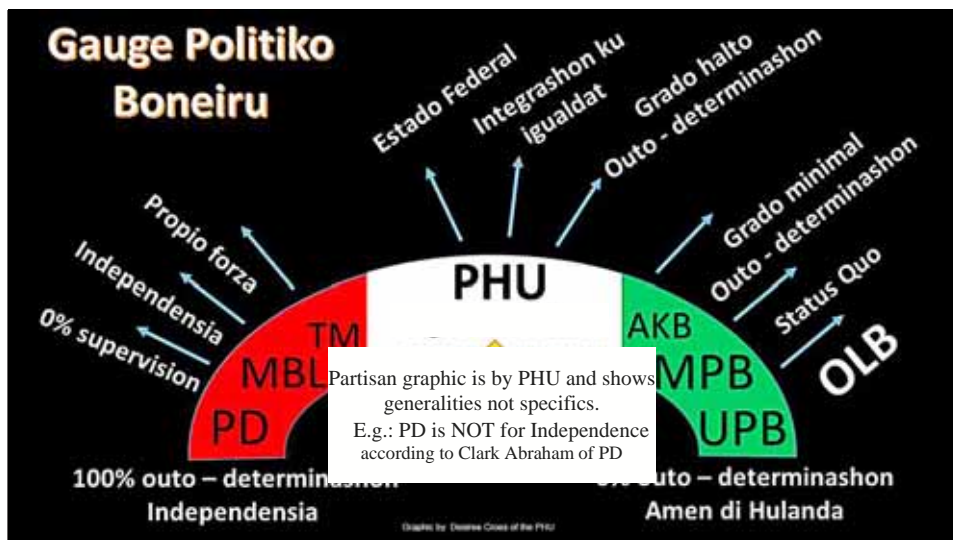 Gauge Politiko
Boneiru
0% supervision
Independensia
Propio forza
Estado Federal
Integrashon ku
igualdat
Grado halto
Outo - determinashon
Grado minimal
Outo - determinashon
Status Quo
OLB
PD
MBL
TM
PHU
AKB
MPB
UPB
Partisan graphic is by PHU and shows
generalities not specifics.
E.g.: PD is NOT for Independence
according to Clark Abraham of PD
100% outo – determinashon
Independensia
outo – determinashon
Amen di Hulanda
Graphic by Desiree Croes of the PHU